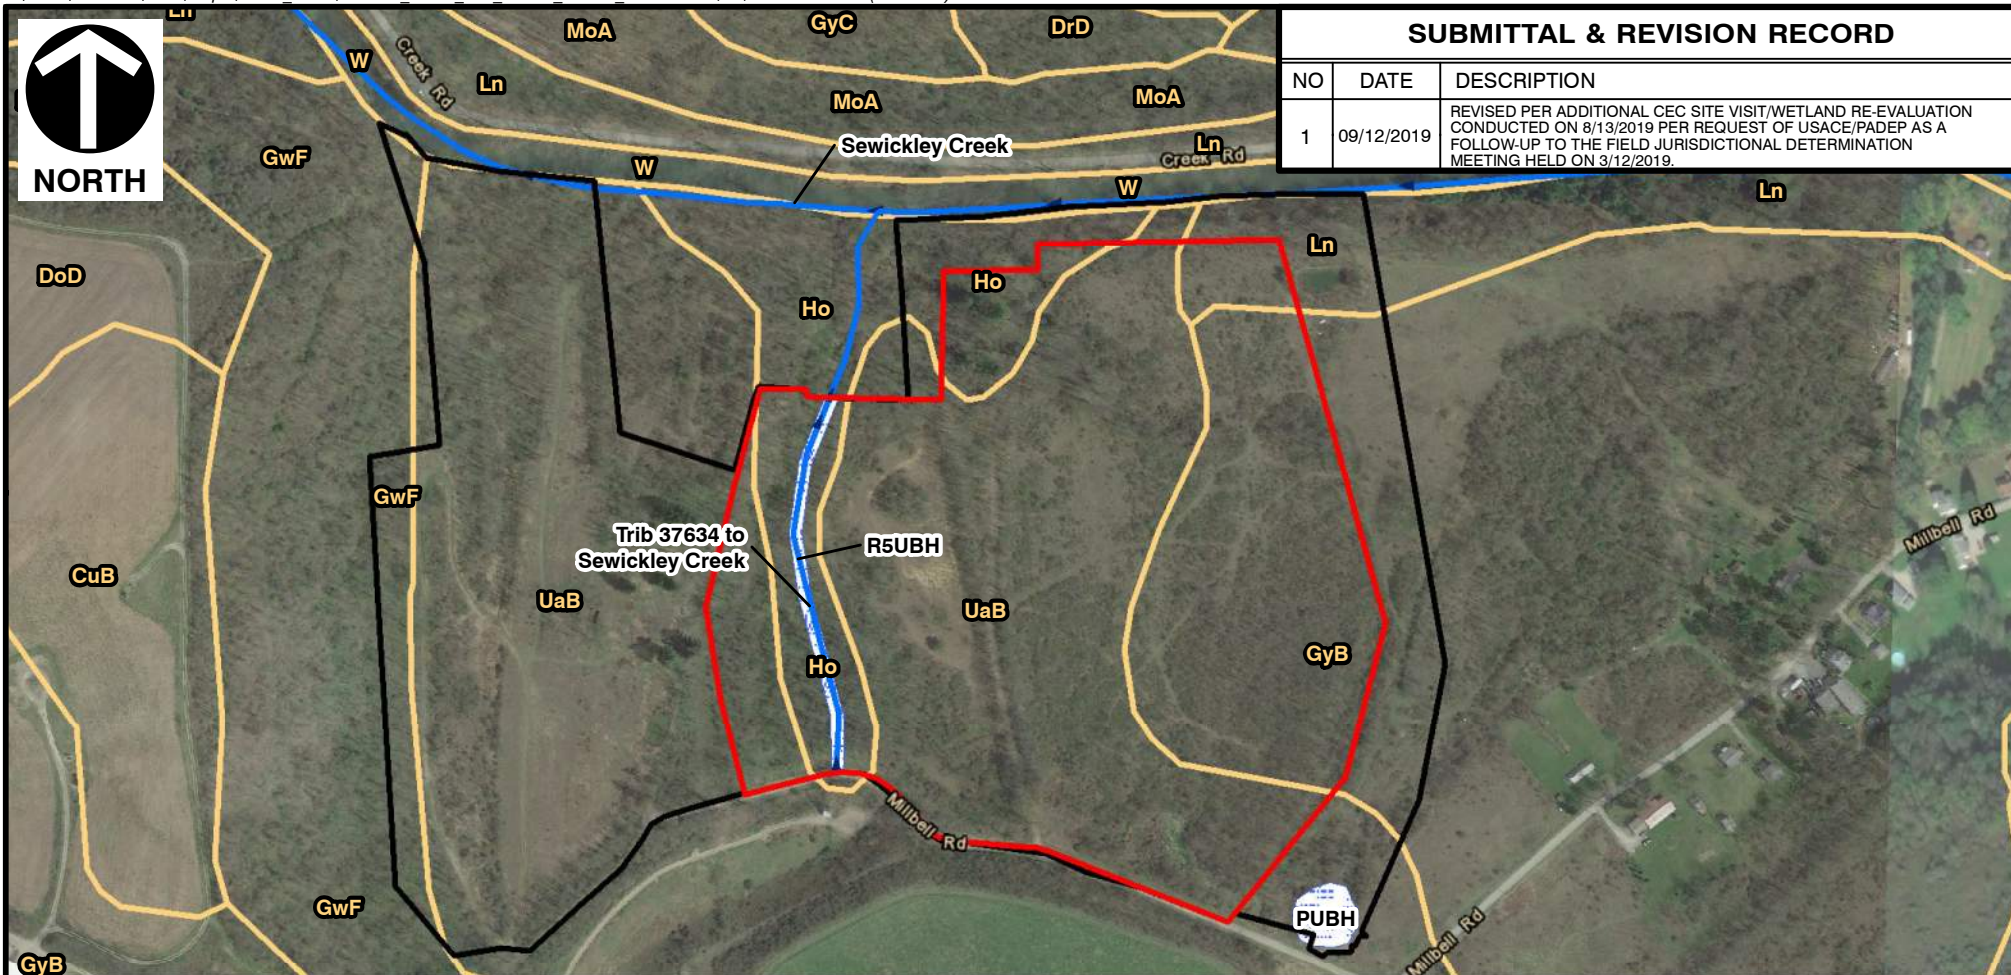 SUBMITTAL & REVISION RECORD
NO DATE DESCRIPTION
1 09/12/2019 REVISED PER ADDITIONAL CEC SITE VISIT/WETLAND RE-EVALUATION
CONDUCTED ON 8/13/2019 PER REQUEST OF USACE/PADEP AS A
FOLLOW-UP TO THE FIELD JURISDICTIONAL DETERMINATION
MEETING HELD ON 3/12/2019.
NORTH
Ln
MoA
GyC
DrD
W
Creek Rd
Ln
MoA
MoA
Sewickley Creek
Ln
Creek Rd
GwF
W
W
Ln
Ln
DoD
Ho
Ho
GwF
Millbell Rd
Trib 37634 to
Sewickley Creek
R5UBH
CuB
UaB
UaB
Ho
GyB
Millbell Rd
GwF
PUBH
Millbell Rd
GyB